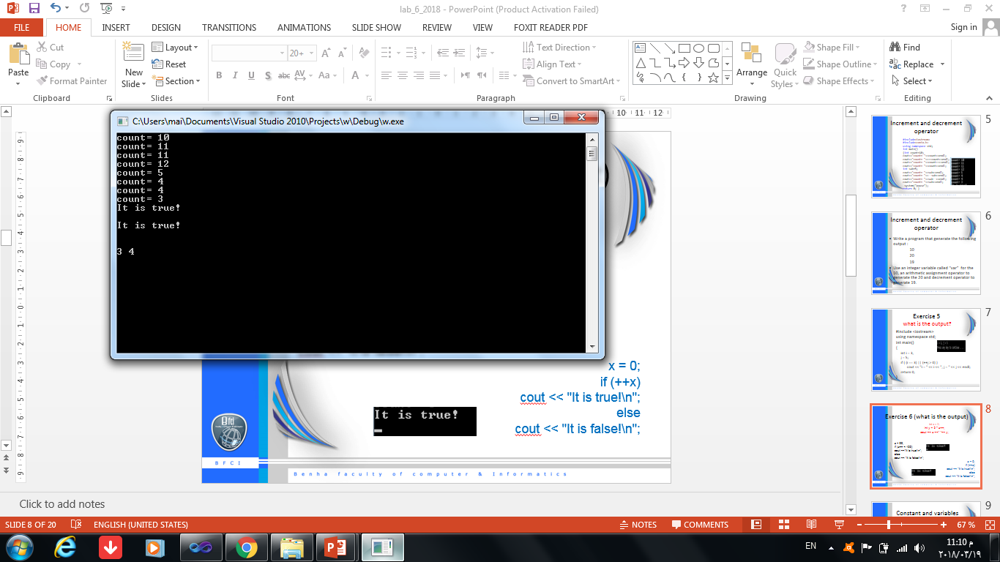 lab_6_2018 - PowerPoint (Product Activation Failed)
FILE HOME INSERT DESIGN TRANSITIONS ANIMATIONS SLIDE SHOW REVIEW VIEW FOXIT READER PDF Sign in
Paste
Cut
Copy
Format Painter
Clipboard
New Slide
Layout
Reset
Section
Slides
20+
B I U S abc AV Aa A
Font
Text Direction
Align Text
Convert to SmartArt
Paragraph
Arrange
Quick Styles
Shape Fill
Shape Outline
Shape Effects
Drawing
Find
Replace
Select
Editing
10 11 12
C:\Users\mai\Documents\Visual Studio 2010\Projects\w\Debug\w.exe
count= 10
count= 11
count= 11
count= 12
count= 5
count= 4
count= 4
count= 3
It is true!
It is true!
3 4
x = 0;
if (++x)
cout << "It is true!\n";
else
cout << "It is false!\n";
It is true!
Bfd
BFCI
Benha faculty of computer & Informatics
5
Increment and decrement
operator
6
Increment and decrement
operator
• Write a program that generate the following
output :
10
20
19
• Use an integer variable called "var" for the
10, an arithmetic assignment operator to
generate the 20 and decrement operator to
generate 19.
7
Exercise 5
what is the output?
#include <iostream>
using namespace std;
int main()
8
Exercise 6 (what is the output)
9
Constant and variables
Click to add notes
SLIDE 8 OF 20 ENGLISH (UNITED STATES) NOTES COMMENTS 67 %
EN
11:10 م
٢٠١٨/٠٣/١٩